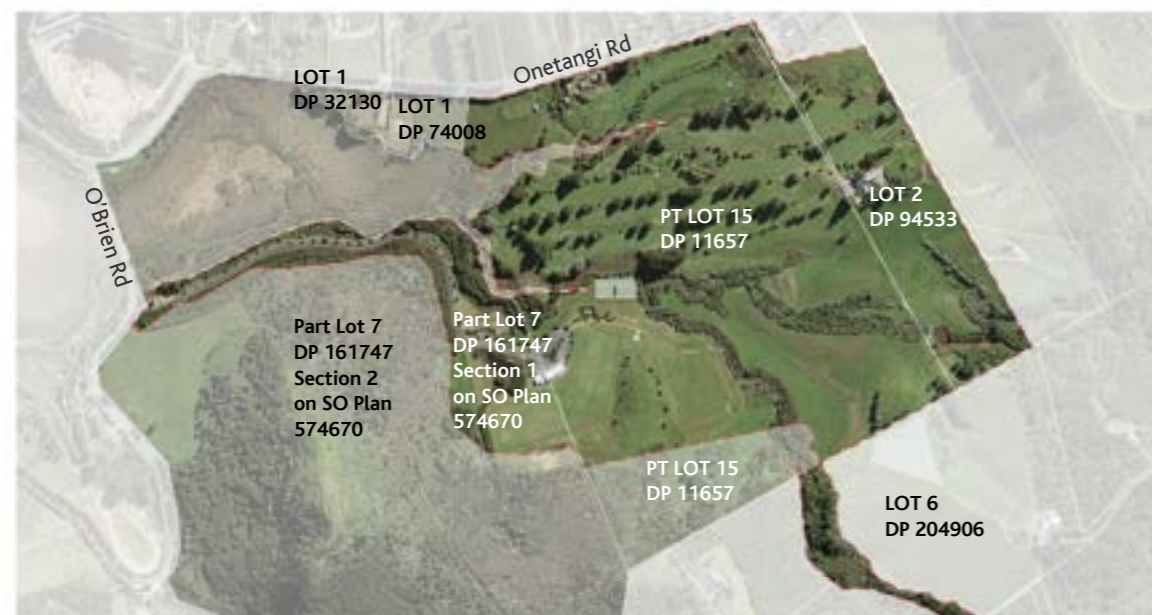 Onetangi Rd
LOT 1
DP 32130
LOT 1
DP 74008
O'Brien Rd
LOT 2
DP 94533
PT LOT 15
DP 11657
Part Lot 7
DP 161747
Section 2
on SO Plan
574670
Part Lot 7
DP 161747
Section 1
on SO Plan
574670
PT LOT 15
DP 11657
LOT 6
DP 204906